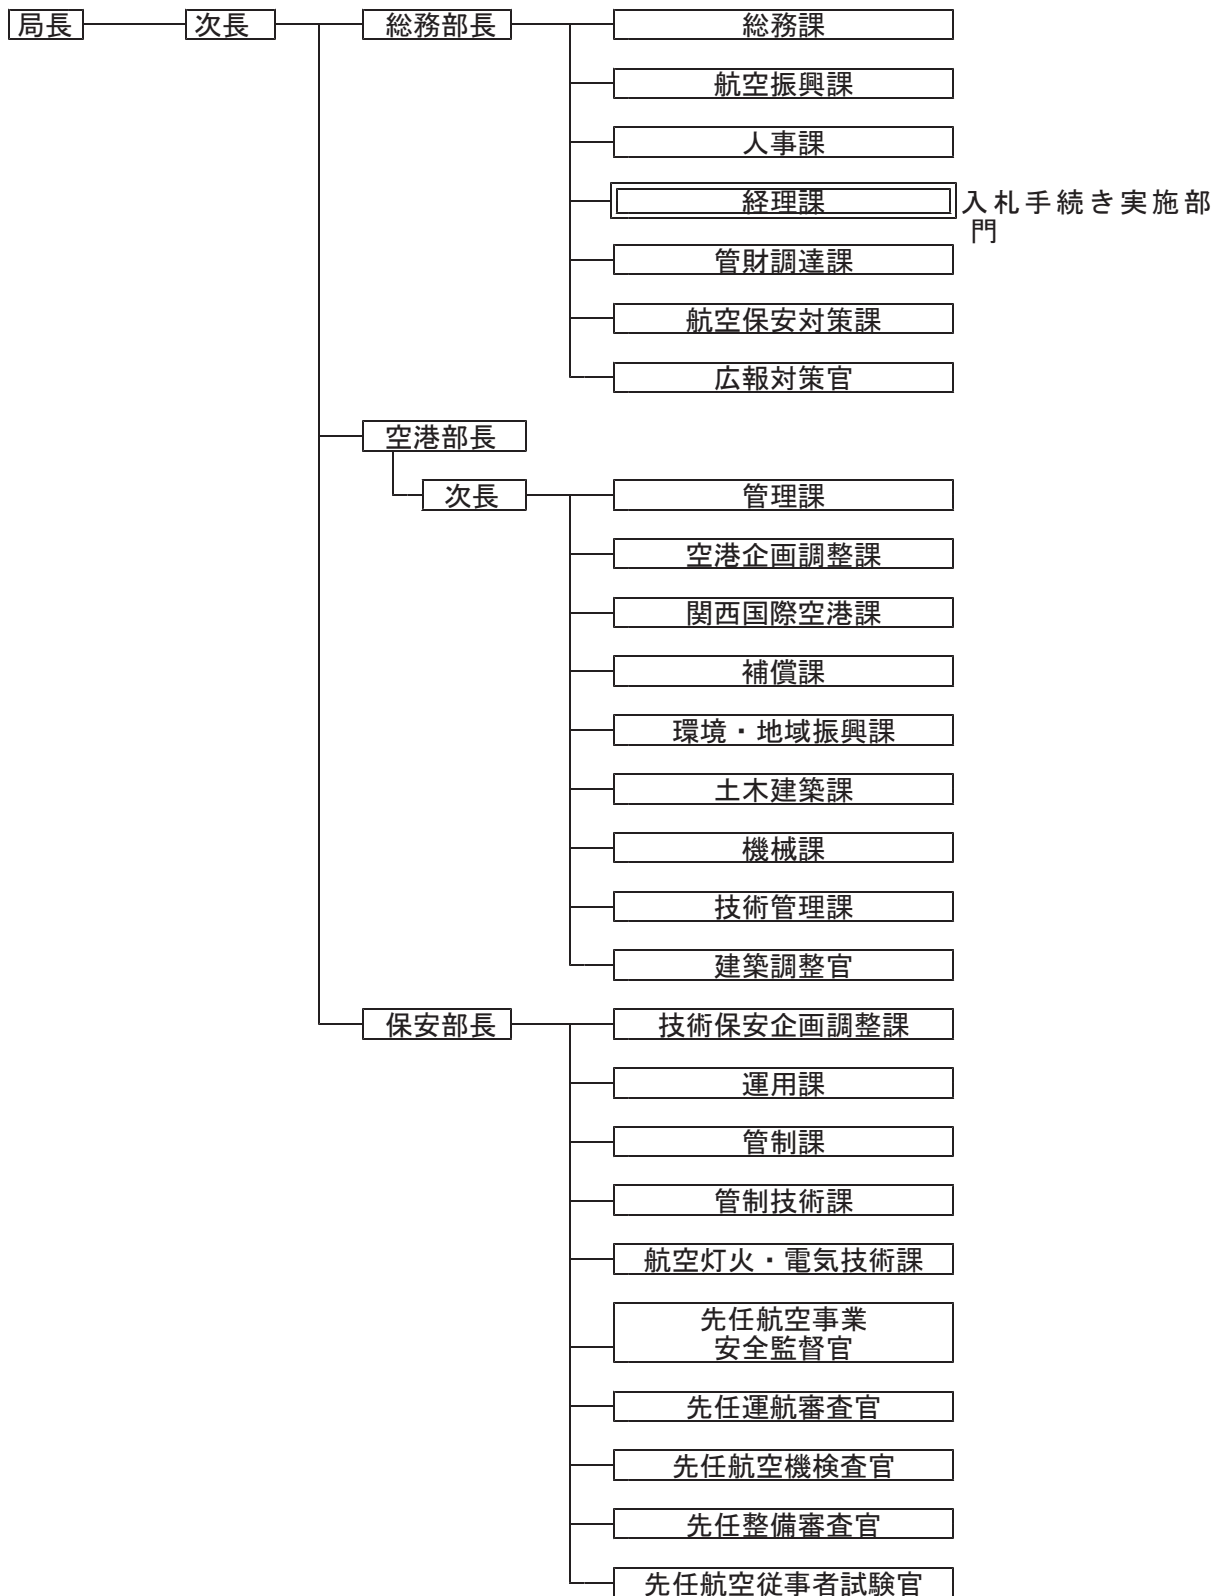 局長
次長
総務部長
総務課
航空振興課
人事課
経理課
入札手続き実施部
門
管財調達課
航空保安対策課
広報対策官
空港部長
次長
管理課
空港企画調整課
関西国際空港課
補償課
環境・地域振興課
土木建築課
機械課
技術管理課
建築調整官
保安部長
技術保安企画調整課
運用課
管制課
管制技術課
航空灯火・電気技術課
先任航空事業
安全監督官
先任運航審査官
先任航空機検査官
先任整備審査官
先任航空従事者試験官